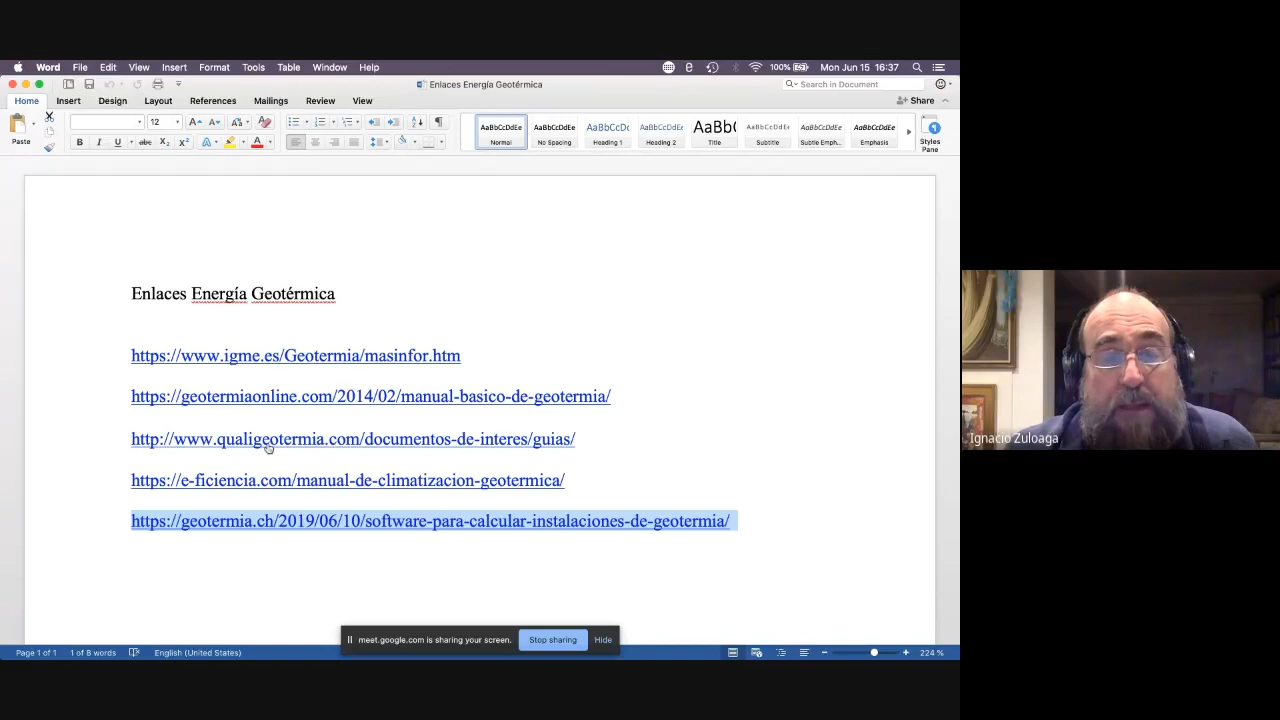 Word File Edit View Insert Format Tools Table Window Help 100% Mon Jun 15 16:37
Enlaces Energía Geotérmica
Search in Document
Home Insert Design Layout References Mailings Review View
Share
Paste
12
AaBbCcDdEe AaBbCcDdEe AaBbCcDc AaBbCcDdEe AaBb( AaBbCcDdEe AaBbCcDdEe AaBbCcDdEe
Normal No Spacing Heading 1 Heading 2 Title Subtitle Subtle Emph... Emphasis
Styles
Pane
Enlaces Energía Geotérmica
https://www.igme.es/Geotermia/masinfor.htm
https://geotermiaonline.com/2014/02/manual-basico-de-geotermia/
http://www.qualigeotermia.com/documentos-de-interes/guias/
https://e-ficiencia.com/manual-de-climatizacion-geotermica/
https://geotermia.ch/2019/06/10/software-para-calcular-instalaciones-de-geotermia/
Ignacio Zuloaga
meet.google.com is sharing your screen. Stop sharing Hide
Page 1 of 1 1 of 8 words English (United States) 224 %